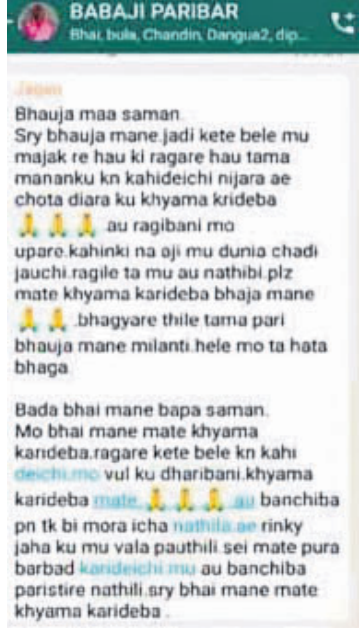 BABAJI PARIBAR
Bhai, bula, Chandin, Dangua2, dip...
Jagan
Bhauja maa saman.
Sry bhauja mane.jadi kete bele mu
majak re hau ki ragare hau tama
mananku kn kahideichi nijara ae
chota diara ku khyama krideba
🙏 🙏 🙏 au ragibani mo
upare.kahinki na aji mu dunia chadi
jauchi.ragile ta mu au nathibi.plz
mate khyama karideba bhaja mane
🙏 🙏 .bhagyare thile tama pari
bhauja mane milanti.hele mo ta hata
bhaga.
Bada bhai mane bapa saman.
Mo bhai mane mate khyama
karideba.ragare kete bele kn kahi
deichi.mo vul ku dharibani.khyama
karideba mate 🙏 🙏 🙏 au banchiba
pn tk bi mora icha nathila.ae rinky
jaha ku mu vala pauthili.sei mate pura
barbad karideichi mu au banchiba
paristire nathili.sry bhai mane mate
khyama karideba .